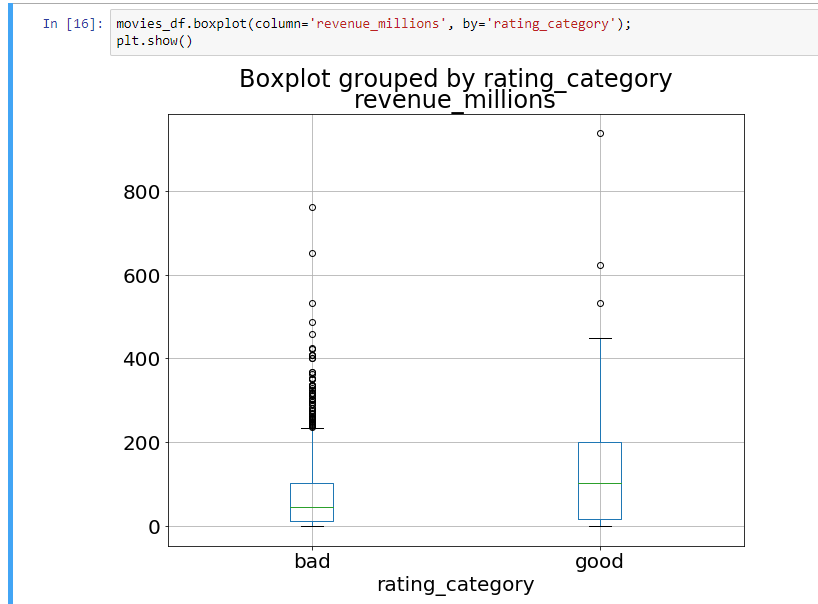 In [16]: movies_df.boxplot(column='revenue_millions', by='rating_category');
plt.show()
Boxplot grouped by rating_category
revenue_millions
800
600
400
200
0
bad good
rating_category